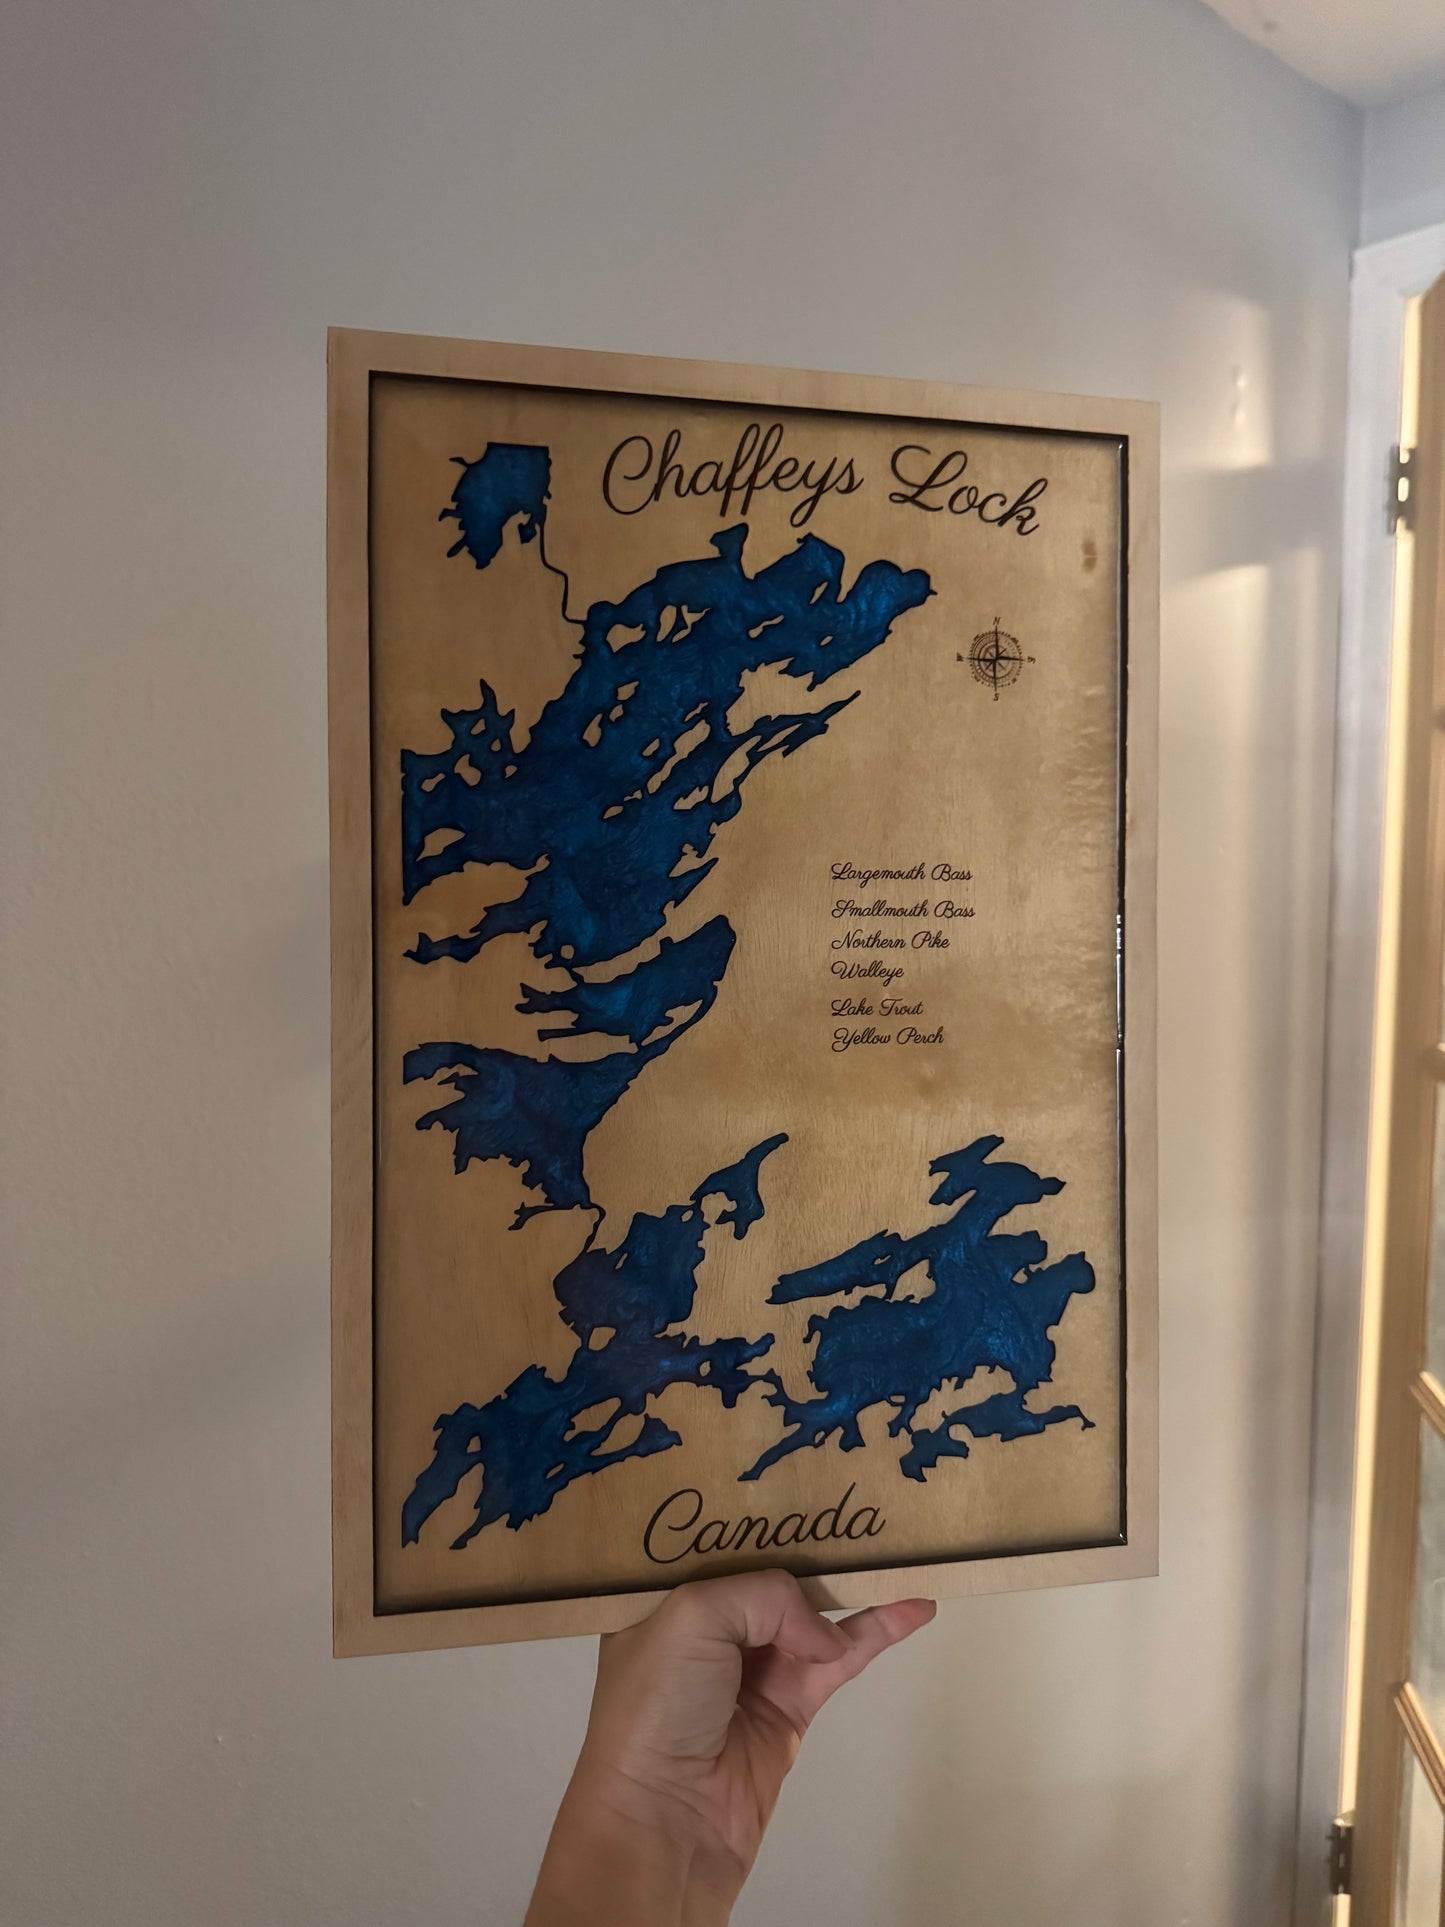 Chaffeys Lock
N
S
Largemouth Bass
Smallmouth Bass
Northern Pike
Walleye
Lake Trout
Yellow Perch
Canada